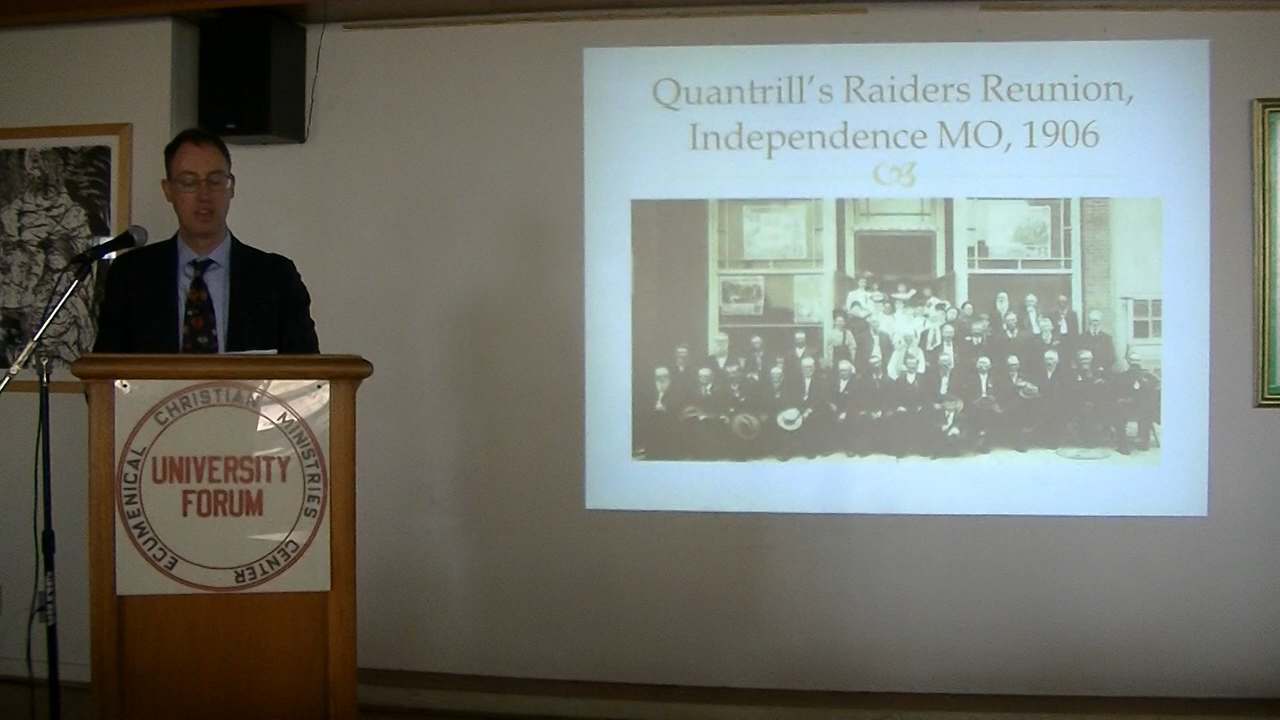 Quantrill's Raiders Reunion,
Independence MO, 1906
ECUMENICAL CHRISTIAN MINISTRIES CENTER
UNIVERSITY
FORUM